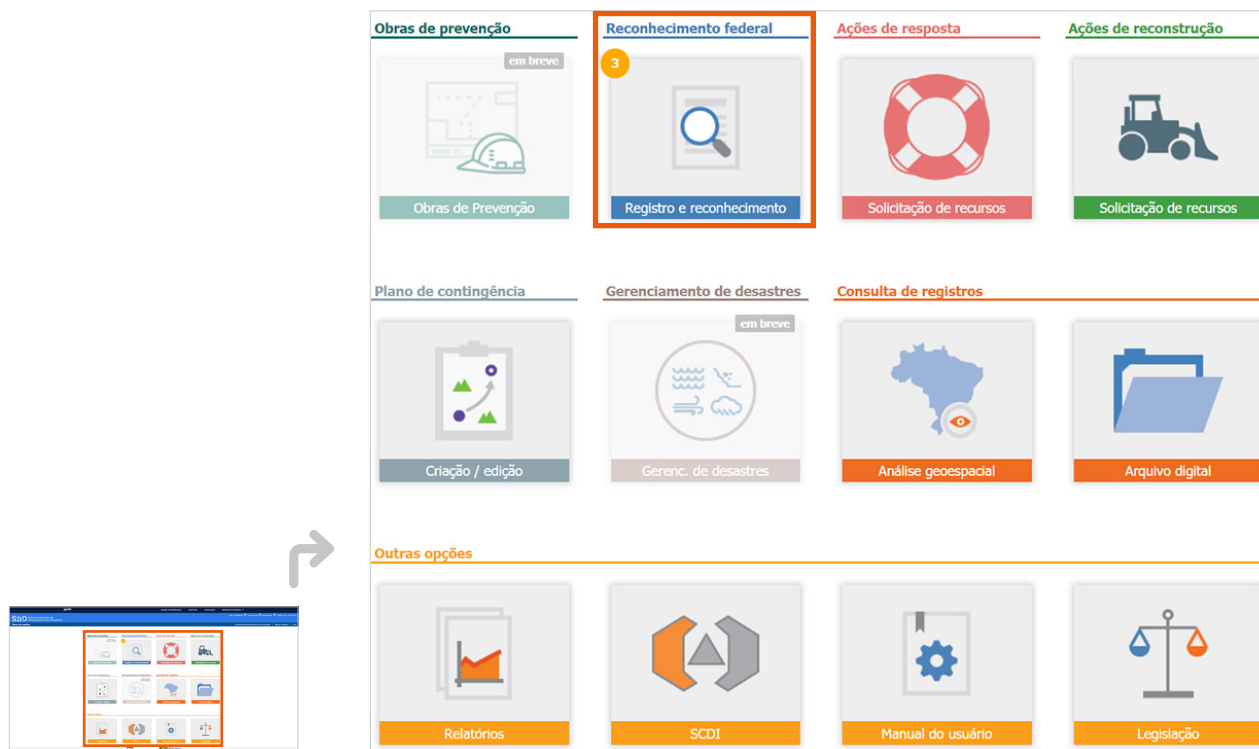 Obras de prevenção
Reconhecimento federal
Ações de resposta
Ações de reconstrução
em breve
3
Obras de Prevenção
Registro e reconhecimento
Solicitação de recursos
Solicitação de recursos
Plano de contingência
Gerenciamento de desastres
Consulta de registros
em breve
Criação / edição
Gerenc. de desastres
Análise geoespacial
Arquivo digital
Outras opções
Relatórios
SCDI
Manual do usuário
Legislação
S2iD